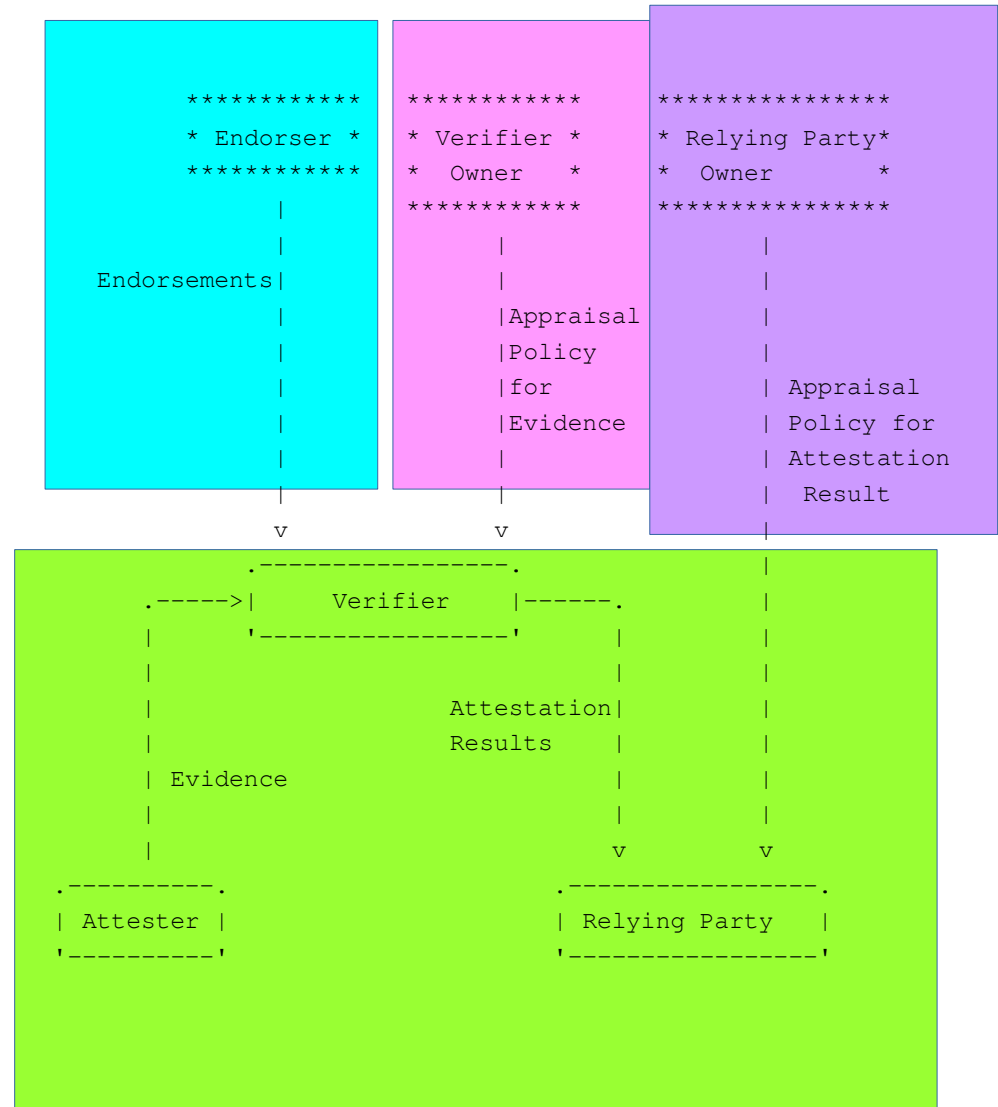 ************   ************     ****************
* Endorser *   * Verifier *     * Relying Party*
************   *  Owner   *     *  Owner       *
      |        ************     ****************
      |              |                 |
Endorsements|              |                 |
      |              |Appraisal        |
      |              |Policy           |
      |              |for              | Appraisal
      |              |Evidence         | Policy for
      |              |                 | Attestation
      |              |                 |  Result
      v              v                 |
    .-----------------.                |
.----->|     Verifier    |------.         |
|      '-----------------'      |         |
|                               |         |
|                    Attestation|         |
|                    Results    |         |
| Evidence                      |         |
|                               |         |
|                               v         v
.----------.                      .-----------------.
| Attester |                      | Relying Party   |
'----------'                      '-----------------'